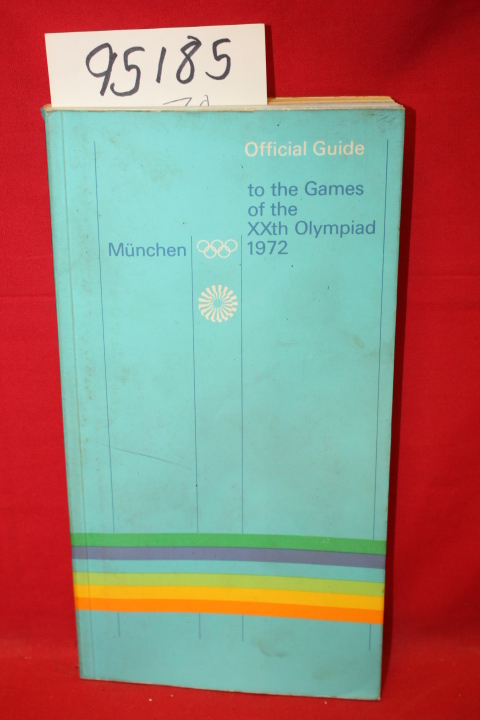 95185
Official Guide
to the Games
of the
XXth Olympiad
München 1972